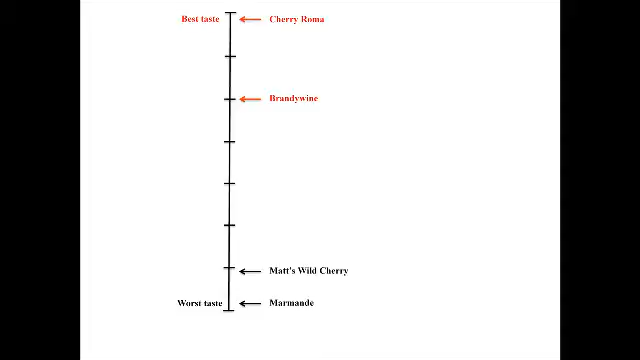 Best taste Cherry Roma
Brandywine
Matt's Wild Cherry
Worst taste Marmande